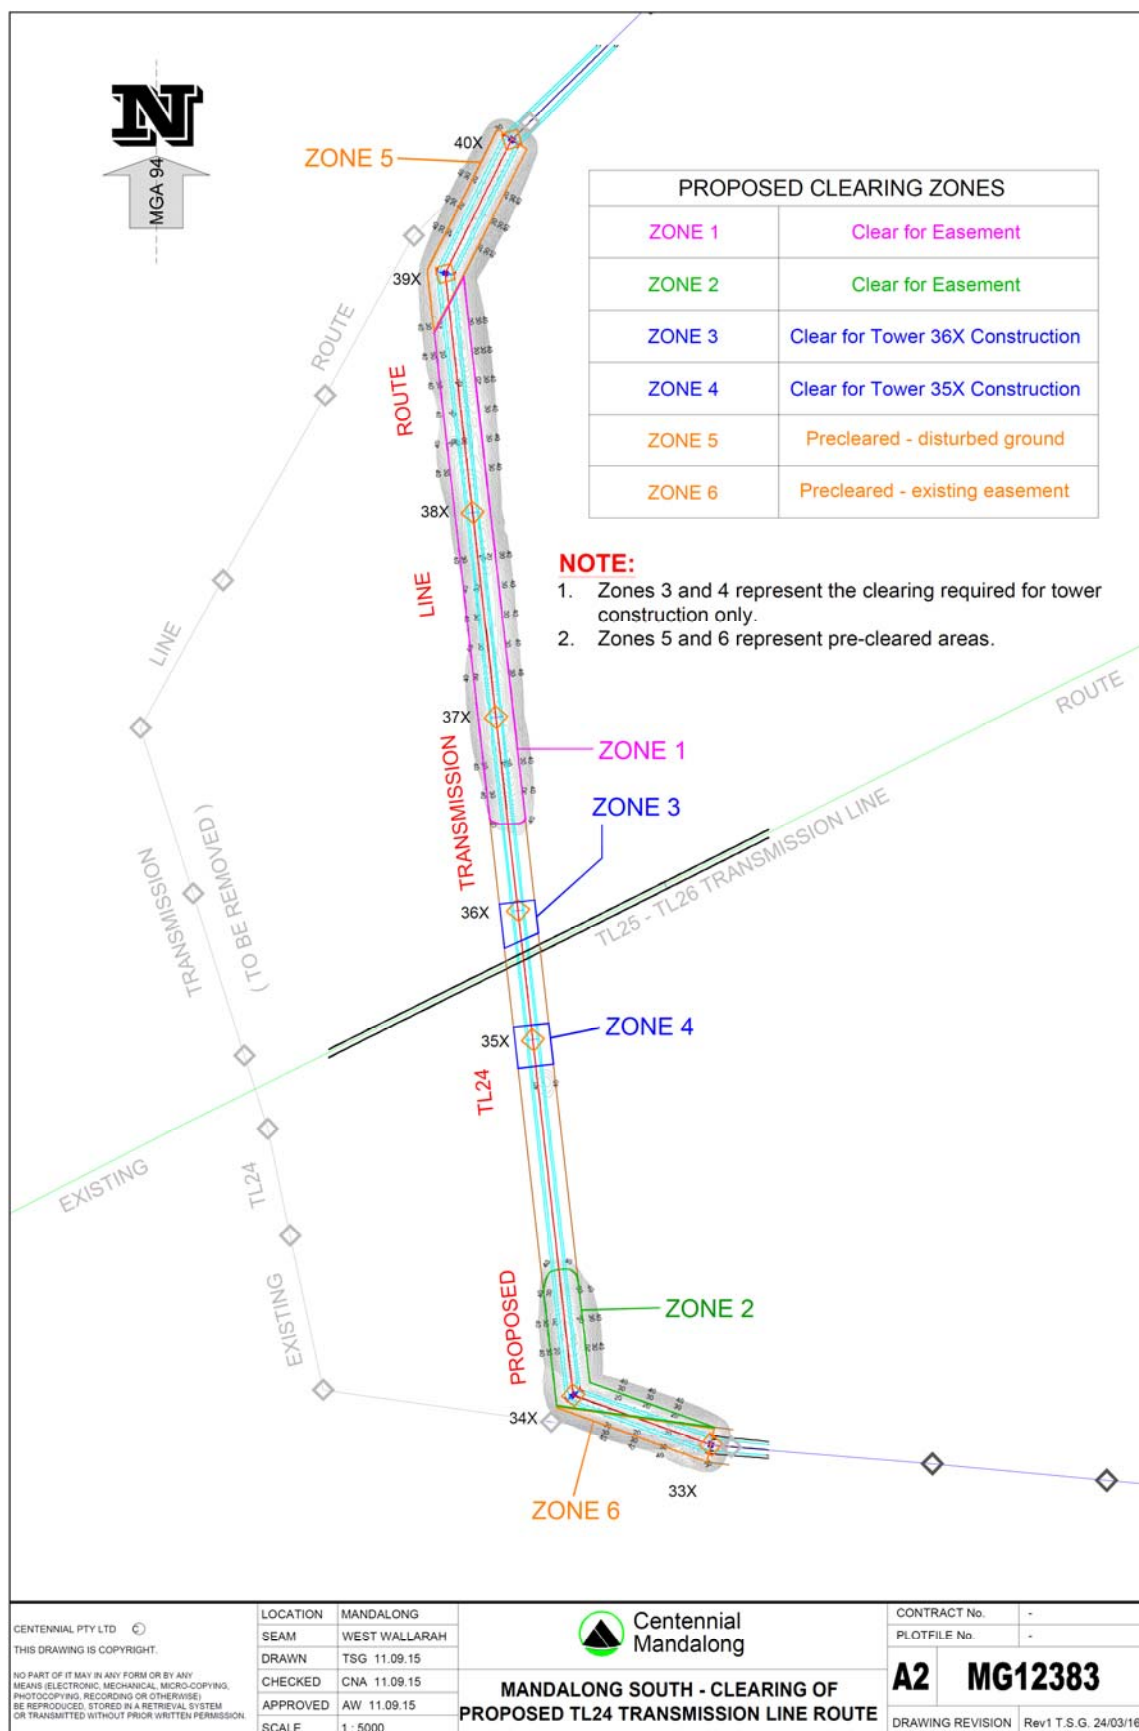 N
MGA 94
40X
ZONE 5
39X
ROUTE
ROUTE
38X
LINE
LINE
37X
TRANSMISSION
ZONE 1
ZONE 3
36X
TRANSMISSION
( TO BE REMOVED )
TL25 - TL26 TRANSMISSION LINE
ROUTE
35X
ZONE 4
TL24
EXISTING
TL24
EXISTING
PROPOSED
ZONE 2
34X
33X
ZONE 6
PROPOSED CLEARING ZONES
ZONE 1 Clear for Easement
ZONE 2 Clear for Easement
ZONE 3 Clear for Tower 36X Construction
ZONE 4 Clear for Tower 35X Construction
ZONE 5 Precleared - disturbed ground
ZONE 6 Precleared - existing easement
NOTE:
1. Zones 3 and 4 represent the clearing required for tower
construction only.
2. Zones 5 and 6 represent pre-cleared areas.
CENTENNIAL PTY LTD ©
THIS DRAWING IS COPYRIGHT.
NO PART OF IT MAY IN ANY FORM OR BY ANY
MEANS (ELECTRONIC, MECHANICAL, MICRO-COPYING,
PHOTOCOPYING, RECORDING OR OTHERWISE)
BE REPRODUCED, STORED IN A RETRIEVAL SYSTEM
OR TRANSMITTED WITHOUT PRIOR WRITTEN PERMISSION.
LOCATION MANDALONG
SEAM WEST WALLARAH
DRAWN TSG 11.09.15
CHECKED CNA 11.09.15
APPROVED AW 11.09.15
SCALE 1 : 5000
Centennial
Mandalong
MANDALONG SOUTH - CLEARING OF
PROPOSED TL24 TRANSMISSION LINE ROUTE
CONTRACT No. -
PLOTFILE No. -
A2 MG12383
DRAWING REVISION Rev1 T.S.G. 24/03/16